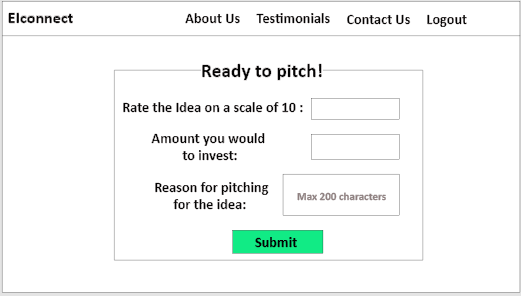 Elconnect About Us Testimonials Contact Us Logout
Ready to pitch!
Rate the Idea on a scale of 10 :
Amount you would
to invest:
Reason for pitching
for the idea:
Max 200 characters
Submit